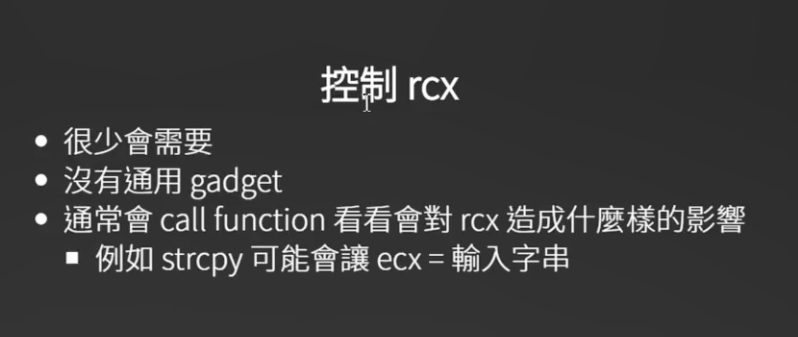 控制 rcx
很少會需要
沒有通用 gadget
通常會 call function 看看會對 rcx 造成什麼樣的影響
例如 strcpy 可能會讓 ecx = 輸入字串